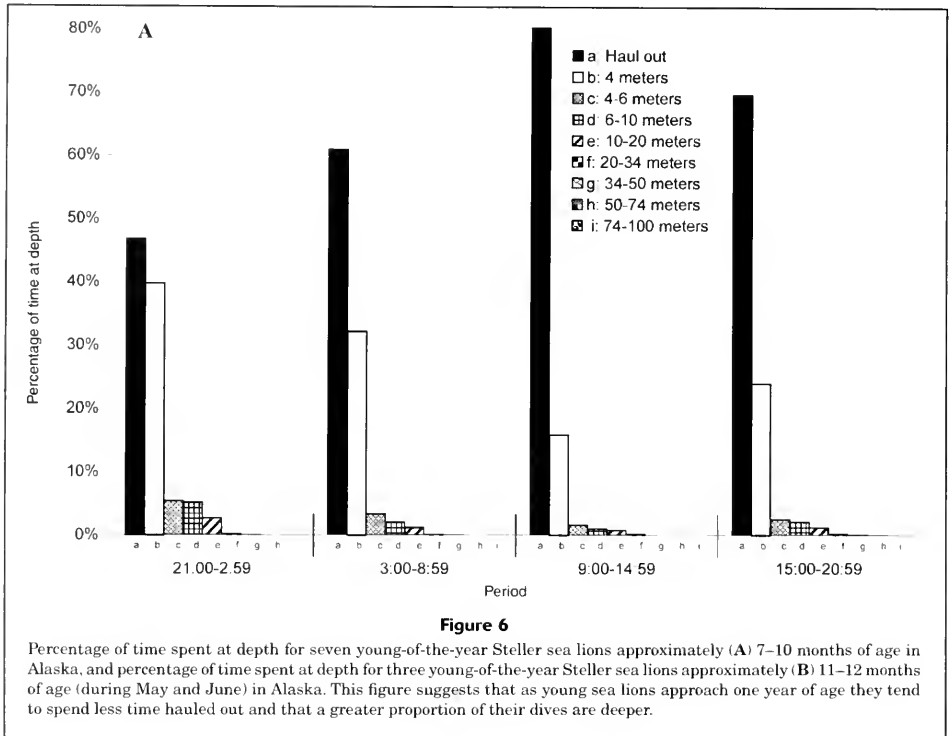 A
80%
70%
60%
50%
40%
30%
20%
10%
0%
Percentage of time at depth
a Haul out
b: 4 meters
c: 4-6 meters
d: 6-10 meters
e: 10-20 meters
f: 20-34 meters
g: 34-50 meters
h: 50-74 meters
i: 74-100 meters
a b c d e f g h a b c d e f g h i a b c d e f g h i a b c d e f g h i
21:00-2:59 3:00-8:59 9:00-14 59 15:00-20:59
Period
Figure 6
Percentage of time spent at depth for seven young-of-the-year Steller sea lions approximately (A) 7–10 months of age in
Alaska, and percentage of time spent at depth for three young-of-the-year Steller sea lions approximately (B) 11–12 months
of age (during May and June) in Alaska. This figure suggests that as young sea lions approach one year of age they tend
to spend less time hauled out and that a greater proportion of their dives are deeper.